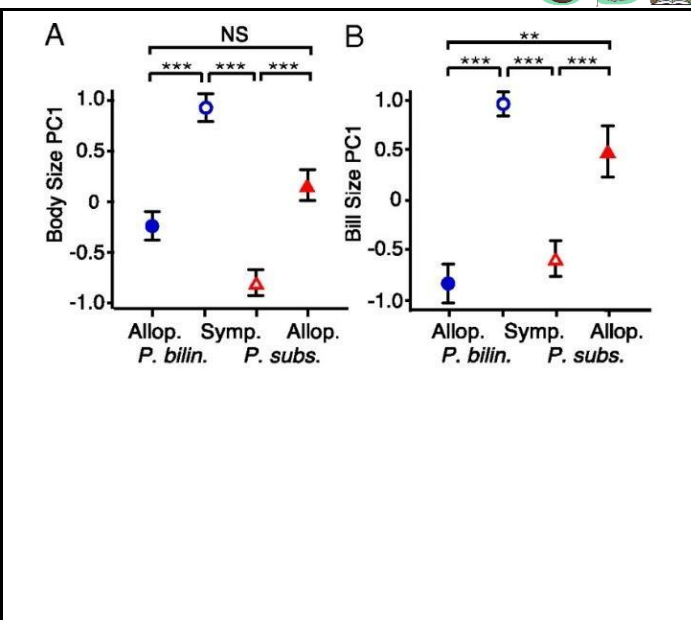 A
NS
*** *** ***
Body Size PC1
1.0
0.5
0
-0.5
-1.0
Allop. Symp. Allop.
P. bilin. P. subs.
B
**
*** *** ***
Bill Size PC1
1.0
0.5
0
-0.5
-1.0
Allop. Symp. Allop.
P. bilin. P. subs.